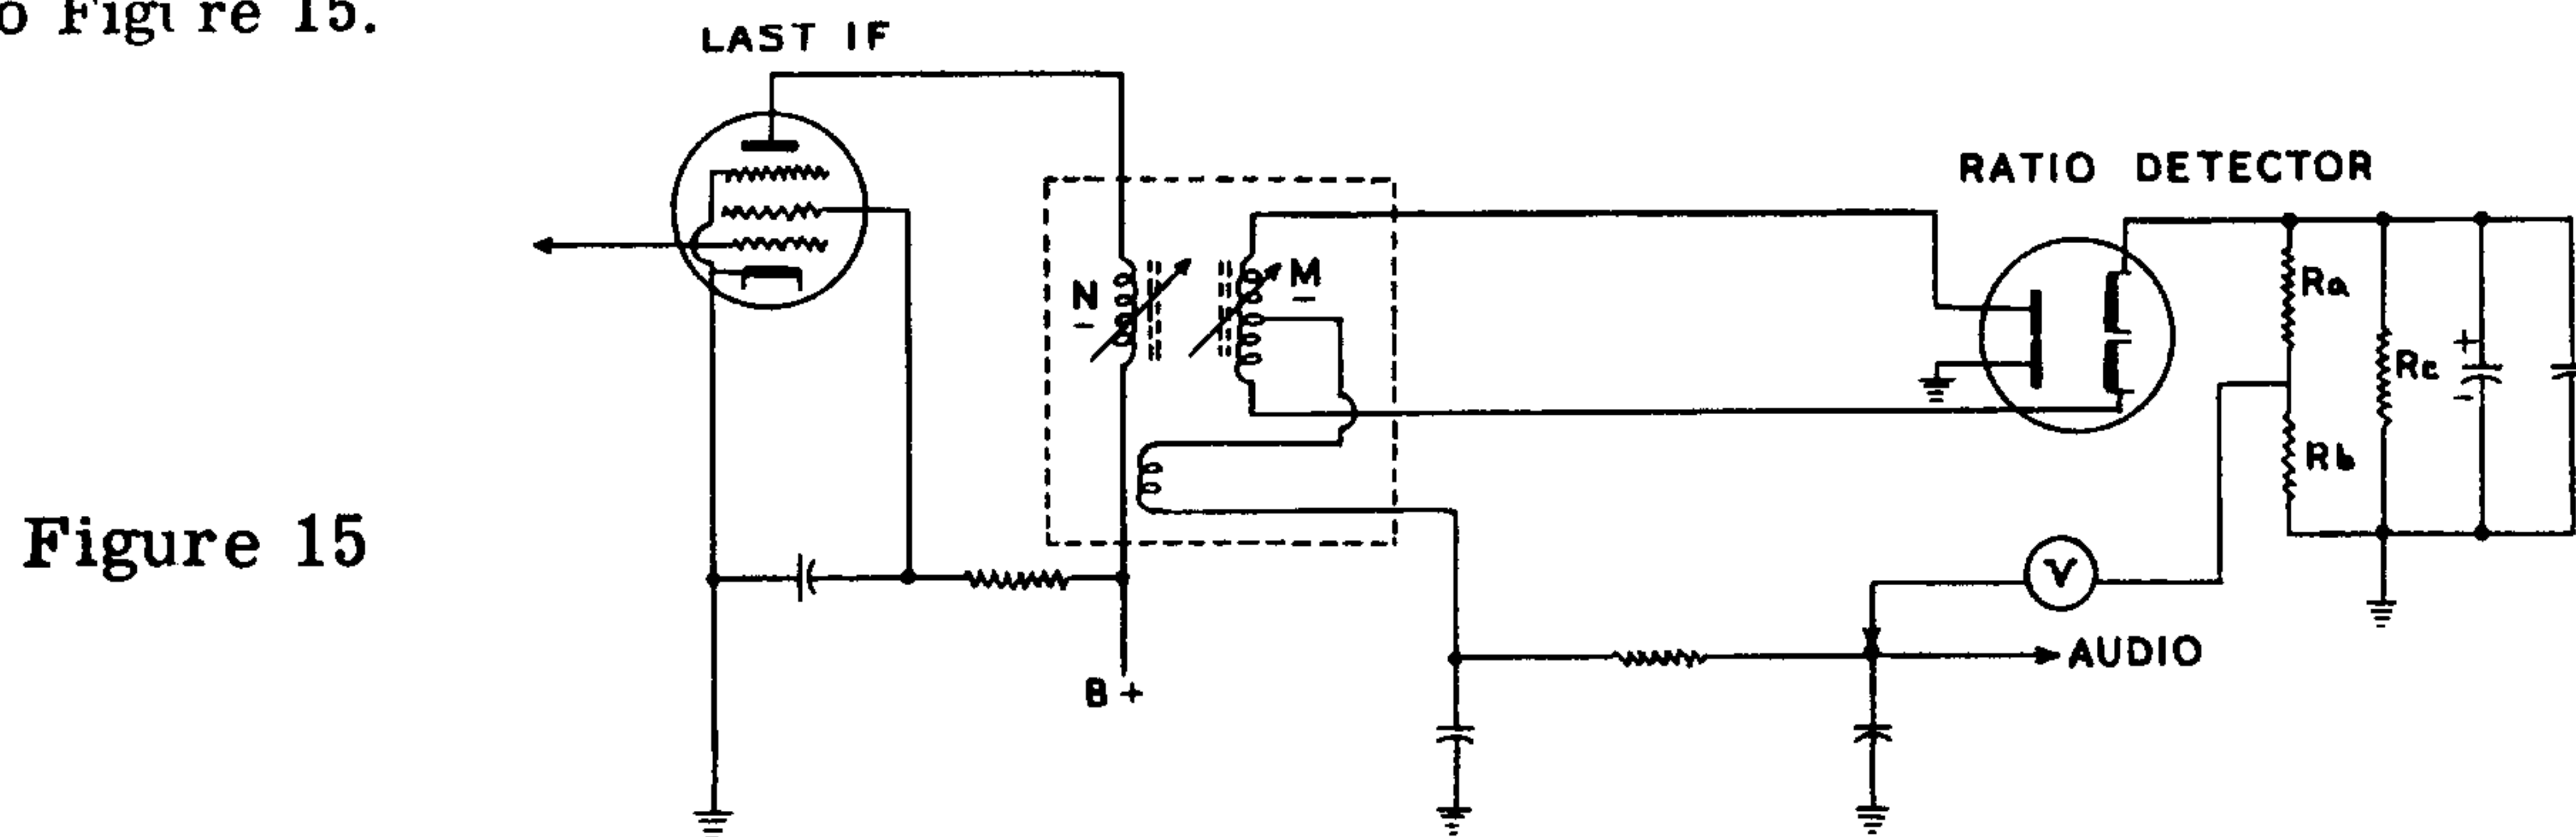 o Figure 15.
LAST IF
RATIO DETECTOR
N
M
Ra
Rc
+
-
Rb
Figure 15
V
AUDIO
B +